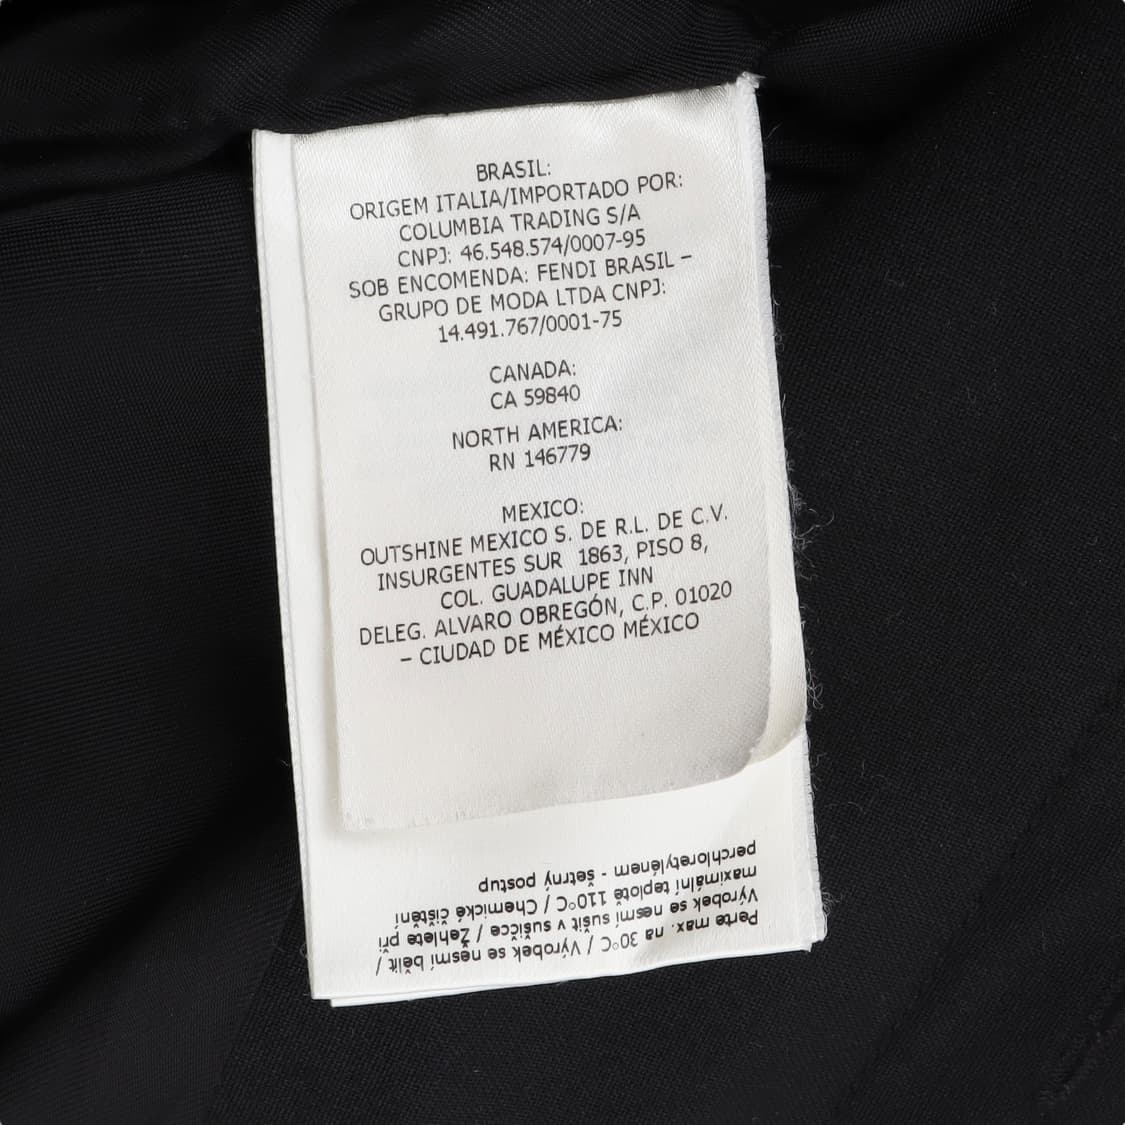 BRASIL:
ORIGEM ITALIA/IMPORTADO POR:
COLUMBIA TRADING S/A
CNPJ: 46.548.574/0007-95
SOB ENCOMENDA: FENDI BRASIL –
GRUPO DE MODA LTDA CNPJ:
14.491.767/0001-75
CANADA:
CA 59840
NORTH AMERICA:
RN 146779
MEXICO:
OUTSHINE MEXICO S. DE R.L. DE C.V.
INSURGENTES SUR 1863, PISO 8,
COL. GUADALUPE INN
DELEG. ALVARO OBREGÓN, C.P. 01020
– CIUDAD DE MÉXICO MÉXICO
Perte max. na 30°C / Výrobek se nesmí bělit /
Výrobek se nesmí sušit v sušičce / Žehlete při
maximální teplotě 110°C / Chemické čištění
perchloretylénem - šetrný postup